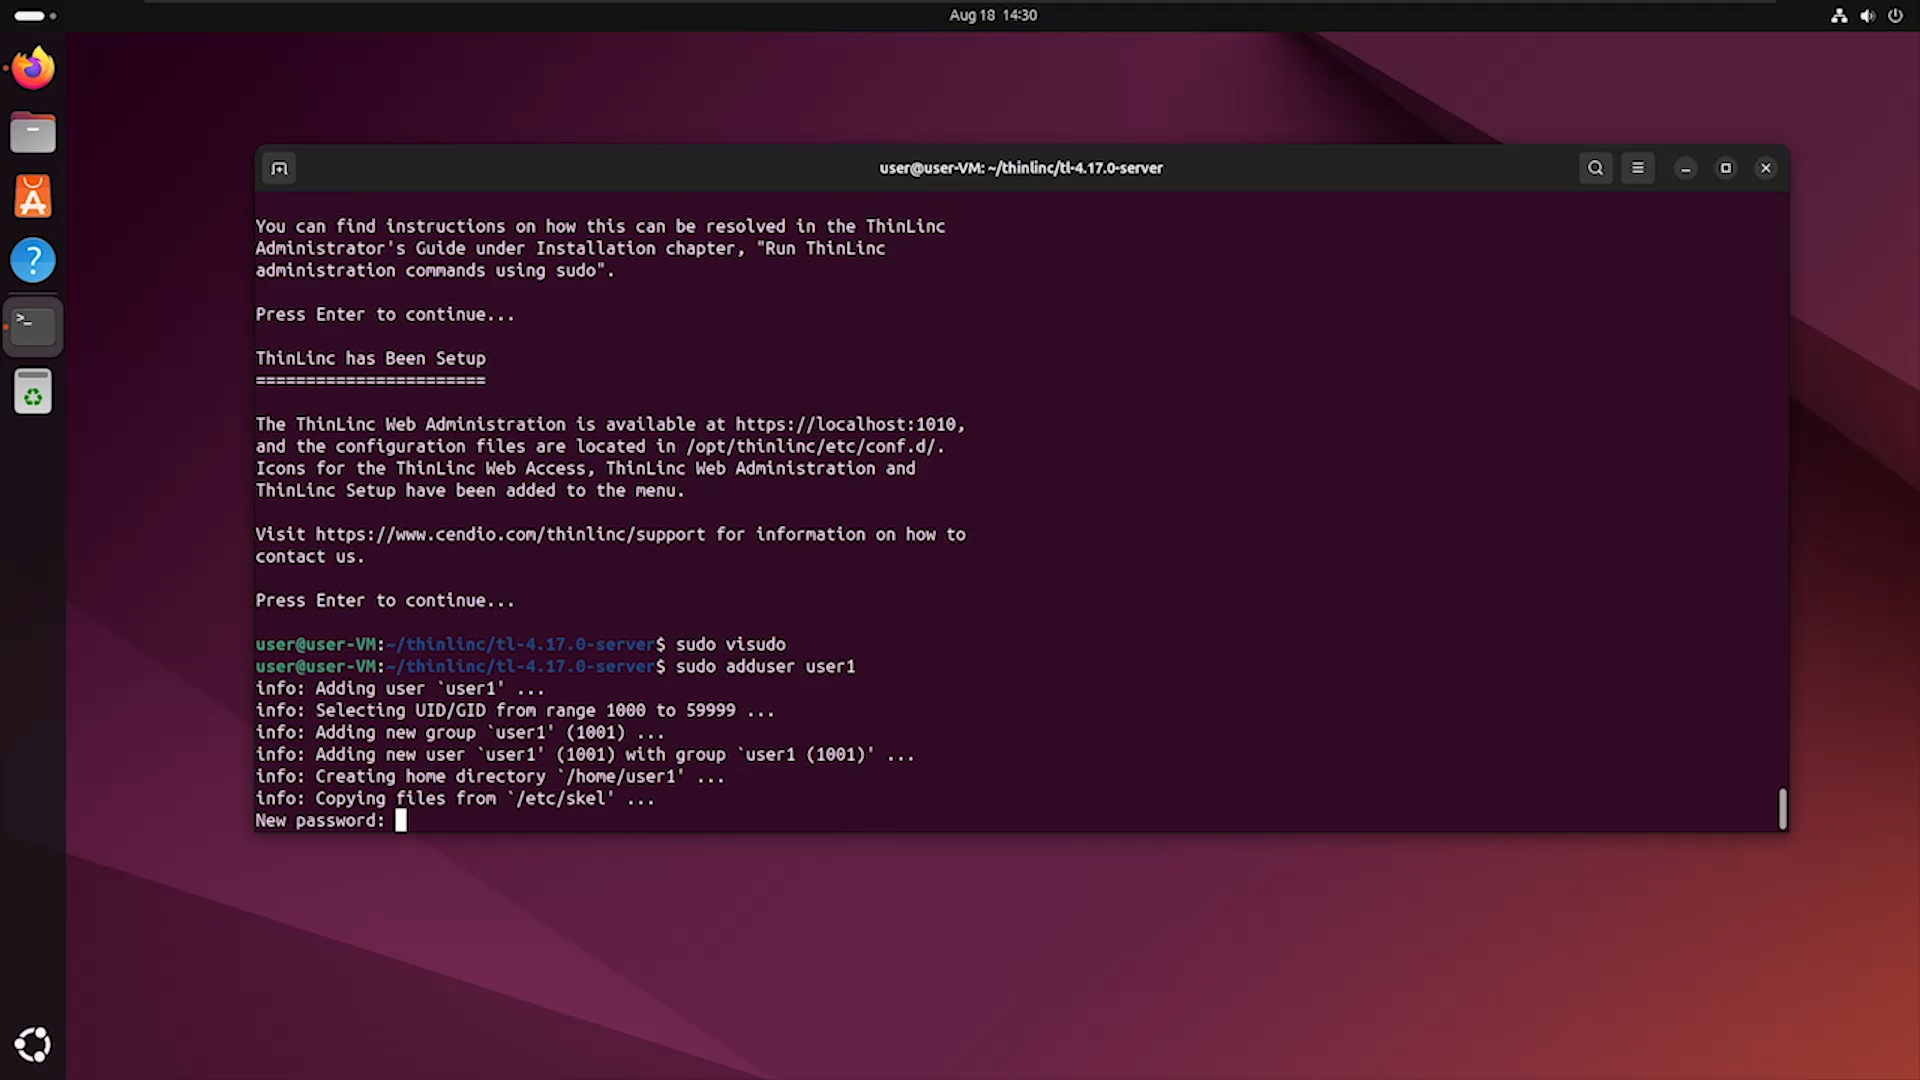 Aug 18 14:30
user@user-VM: ~/thinlinc/tl-4.17.0-server
You can find instructions on how this can be resolved in the ThinLinc
Administrator's Guide under Installation chapter, "Run ThinLinc
administration commands using sudo".
Press Enter to continue...
ThinLinc has Been Setup
=======================
The ThinLinc Web Administration is available at https://localhost:1010,
and the configuration files are located in /opt/thinlinc/etc/conf.d/.
Icons for the ThinLinc Web Access, ThinLinc Web Administration and
ThinLinc Setup have been added to the menu.
Visit https://www.cendio.com/thinlinc/support for information on how to
contact us.
Press Enter to continue...
user@user-VM:~/thinlinc/tl-4.17.0-server$ sudo visudo
user@user-VM:~/thinlinc/tl-4.17.0-server$ sudo adduser user1
info: Adding user `user1' ...
info: Selecting UID/GID from range 1000 to 59999 ...
info: Adding new group `user1' (1001) ...
info: Adding new user `user1' (1001) with group `user1 (1001)' ...
info: Creating home directory `/home/user1' ...
info: Copying files from `/etc/skel' ...
New password: